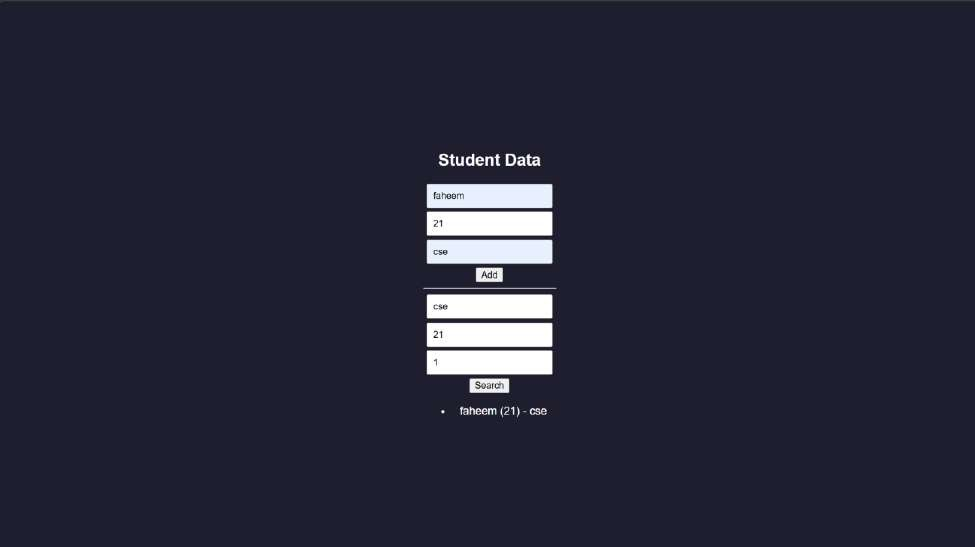 Student Data
faheem
21
cse
Add
cse
21
1
Search
• faheem (21) - cse